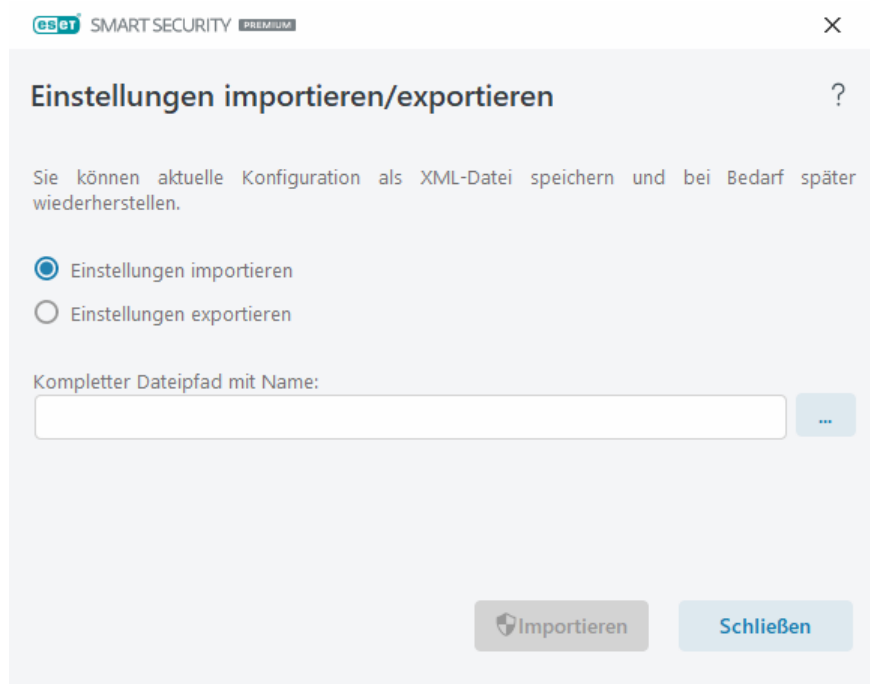 eset SMART SECURITY PREMIUM
Einstellungen importieren/exportieren
?
Sie können aktuelle Konfiguration als XML-Datei speichern und bei Bedarf später
wiederherstellen.
Einstellungen importieren
Einstellungen exportieren
Kompletter Dateipfad mit Name:
...
Importieren
Schließen